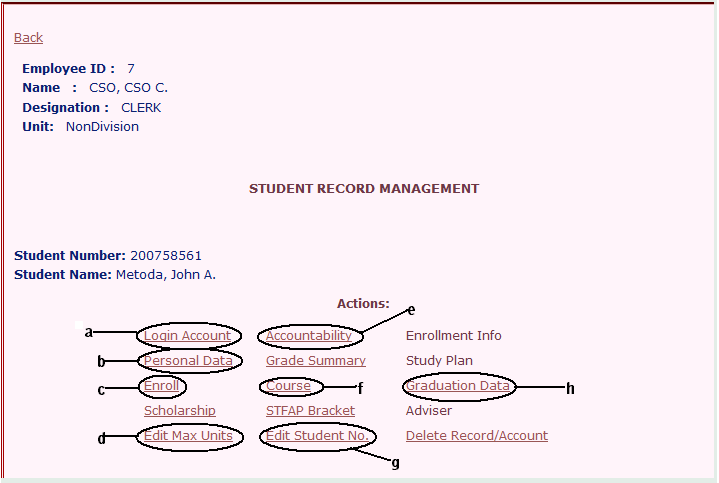 Back
Employee ID :   7
Name   :   CSO, CSO C.
Designation :   CLERK
Unit:   NonDivision
STUDENT RECORD MANAGEMENT
Student Number: 200758561
Student Name: Metoda, John A.
Actions:
e
a Login Account Accountability Enrollment Info
b Personal Data Grade Summary Study Plan
c Enroll Course f Graduation Data h
Scholarship STFAP Bracket Adviser
d Edit Max Units Edit Student No. Delete Record/Account
g